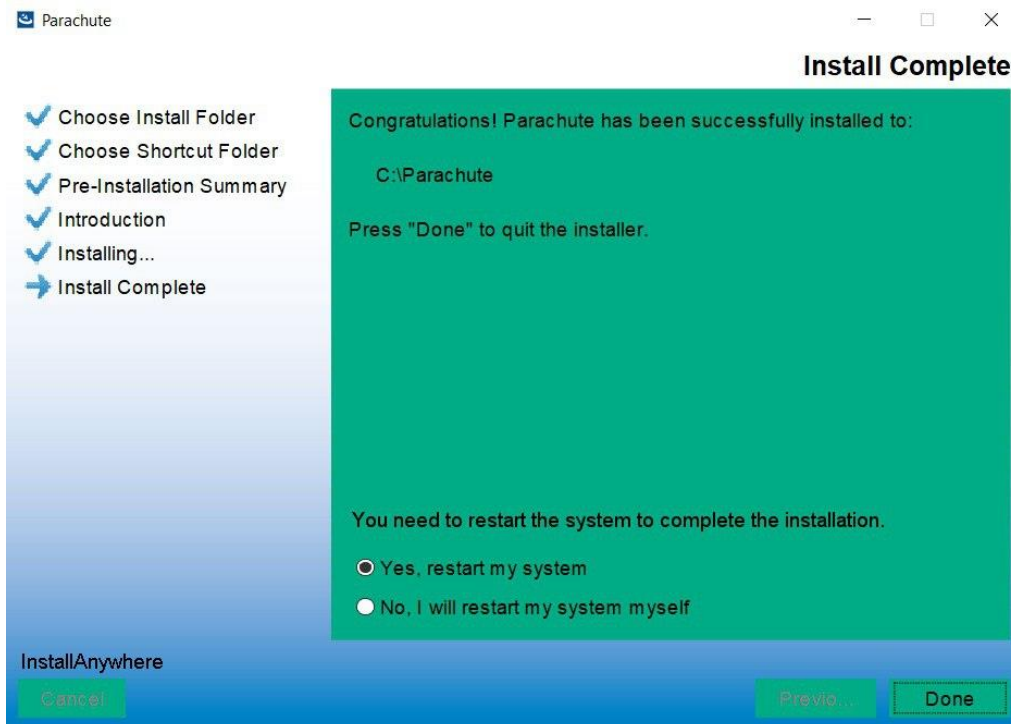 Parachute
Install Complete
Choose Install Folder
Choose Shortcut Folder
Pre-Installation Summary
Introduction
Installing...
Install Complete
Congratulations! Parachute has been successfully installed to:
C:\Parachute
Press "Done" to quit the installer.
You need to restart the system to complete the installation.
Yes, restart my system
No, I will restart my system myself
InstallAnywhere
Cancel
Previo...
Done